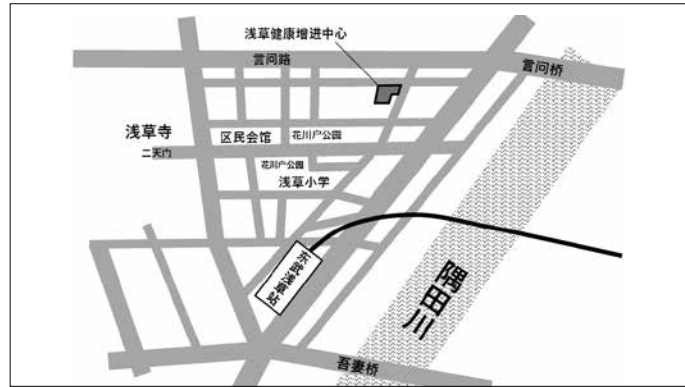 浅草健康增进中心
言问路
言问桥
浅草寺
区民会馆
花川户公园
二天门
花川户公园
浅草小学
东武浅草站
隅田川
吾妻桥